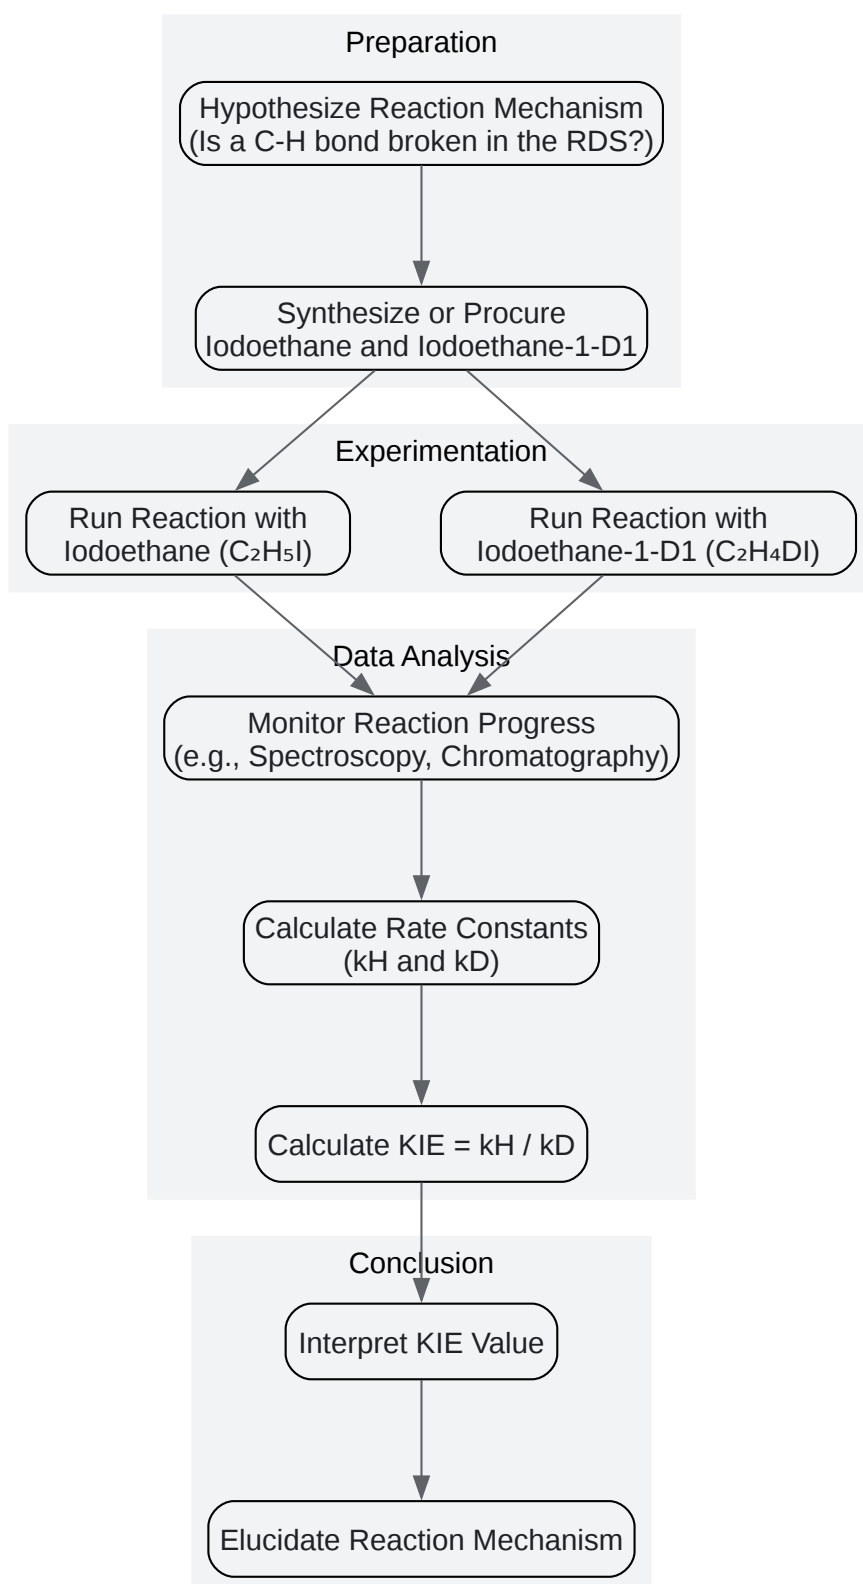 Preparation
Hypothesize Reaction Mechanism
(Is a C-H bond broken in the RDS?)
Synthesize or Procure
Iodoethane and Iodoethane-1-D1
Experimentation
Run Reaction with
Iodoethane (C₂H₅I)
Run Reaction with
Iodoethane-1-D1 (C₂H₄DI)
Data Analysis
Monitor Reaction Progress
(e.g., Spectroscopy, Chromatography)
Calculate Rate Constants
(kH and kD)
Calculate KIE = kH / kD
Conclusion
Interpret KIE Value
Elucidate Reaction Mechanism